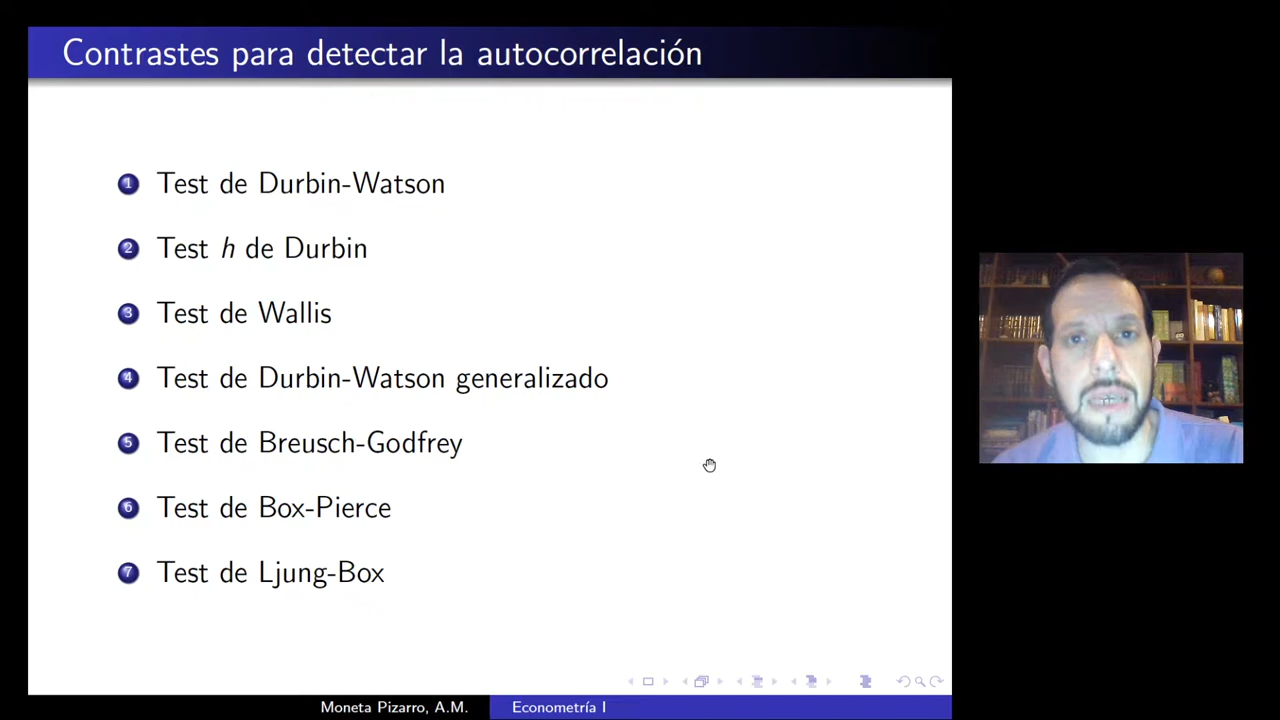 Contrastes para detectar la autocorrelación
1 Test de Durbin-Watson
2 Test h de Durbin
3 Test de Wallis
4 Test de Durbin-Watson generalizado
5 Test de Breusch-Godfrey
6 Test de Box-Pierce
7 Test de Ljung-Box
Moneta Pizarro, A.M. Econometría I